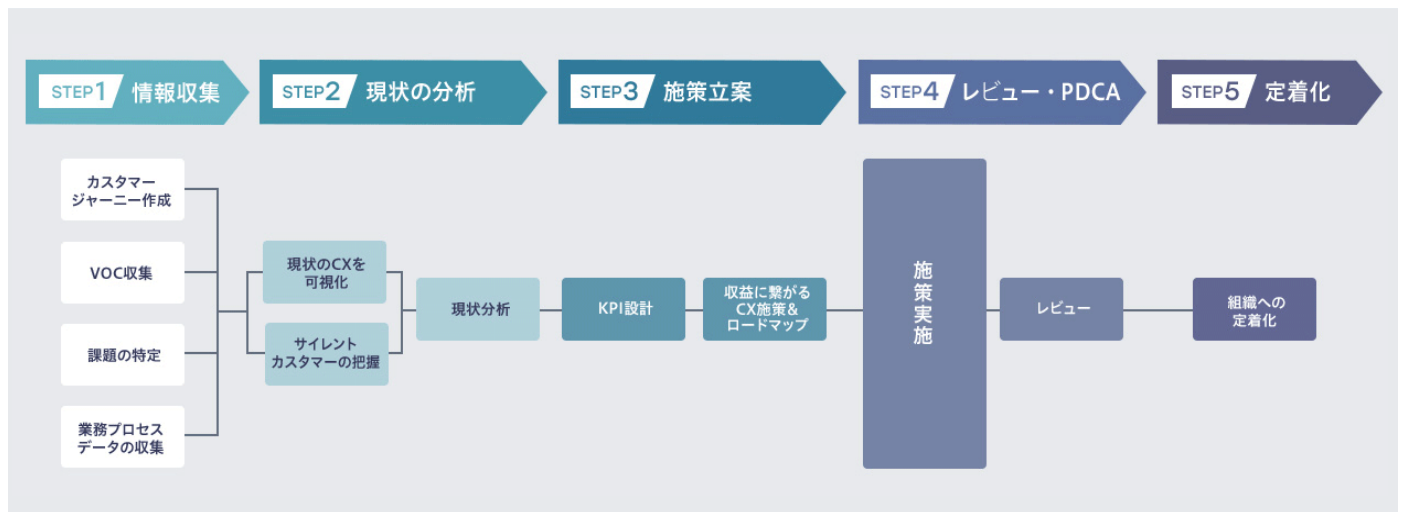 STEP1 情報収集
STEP2 現状の分析
STEP3 施策立案
STEP4 レビュー・PDCA
STEP5 定着化
カスタマー
ジャーニー作成
VOC収集
課題の特定
業務プロセス
データの収集
現状のCXを
可視化
サイレント
カスタマーの把握
現状分析
KPI設計
収益に繋がる
CX施策&
ロードマップ
施策実施
レビュー
組織への
定着化